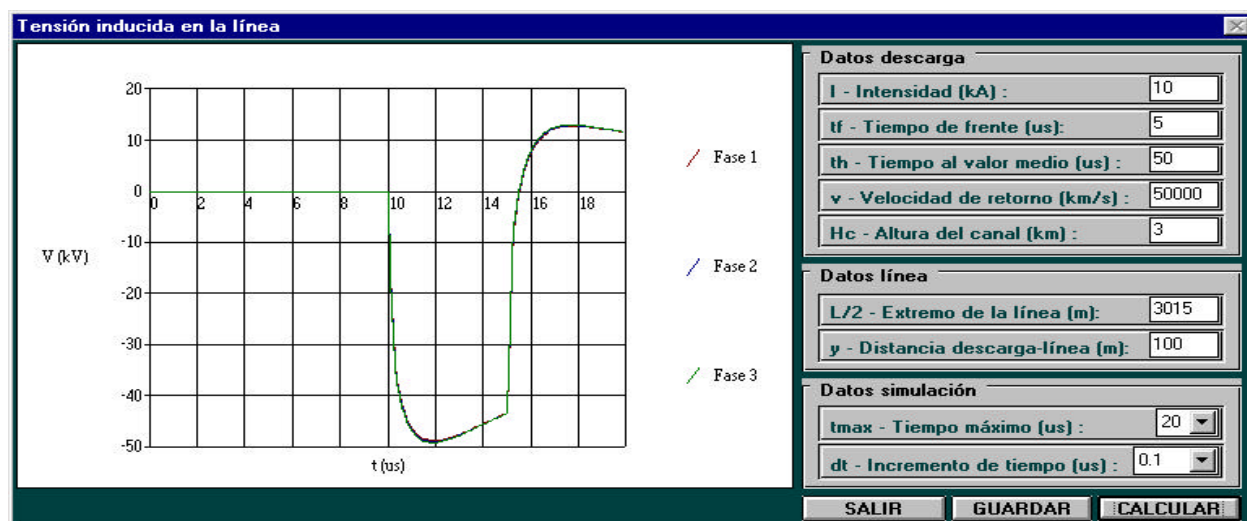 Tensión inducida en la línea
20
10
0
-10
-20
-30
-40
-50
V (kV)
0 2 4 6 8 10 12 14 16 18
t (us)
Fase 1
Fase 2
Fase 3
Datos descarga
I - Intensidad (kA) : 10
tf - Tiempo de frente (us): 5
th - Tiempo al valor medio (us) : 50
v - Velocidad de retorno (km/s) : 50000
Hc - Altura del canal (km) : 3
Datos línea
L/2 - Extremo de la línea (m): 3015
y - Distancia descarga-línea (m): 100
Datos simulación
tmax - Tiempo máximo (us) : 20
dt - Incremento de tiempo (us) : 0.1
SALIR GUARDAR CALCULAR